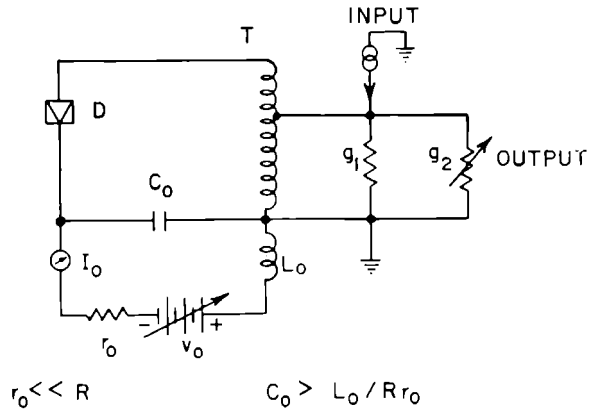 INPUT
T
D
g₁
g₂
OUTPUT
C₀
I₀
L₀
r₀
−
+
v₀
r₀ << R
C₀ > L₀ / R r₀